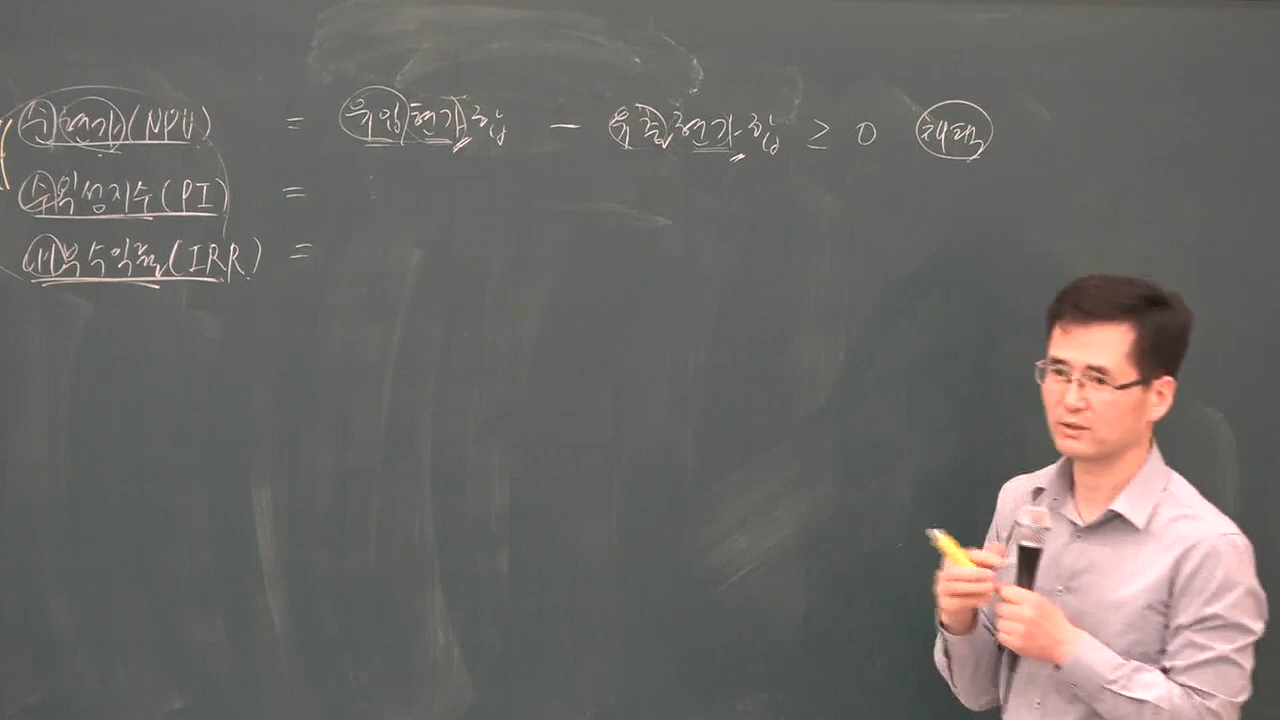 순현가(NPV) = 유입현가합 - 유출현가합 ≥ 0 채택
수익성지수(PI) =
내부수익률(IRR) =